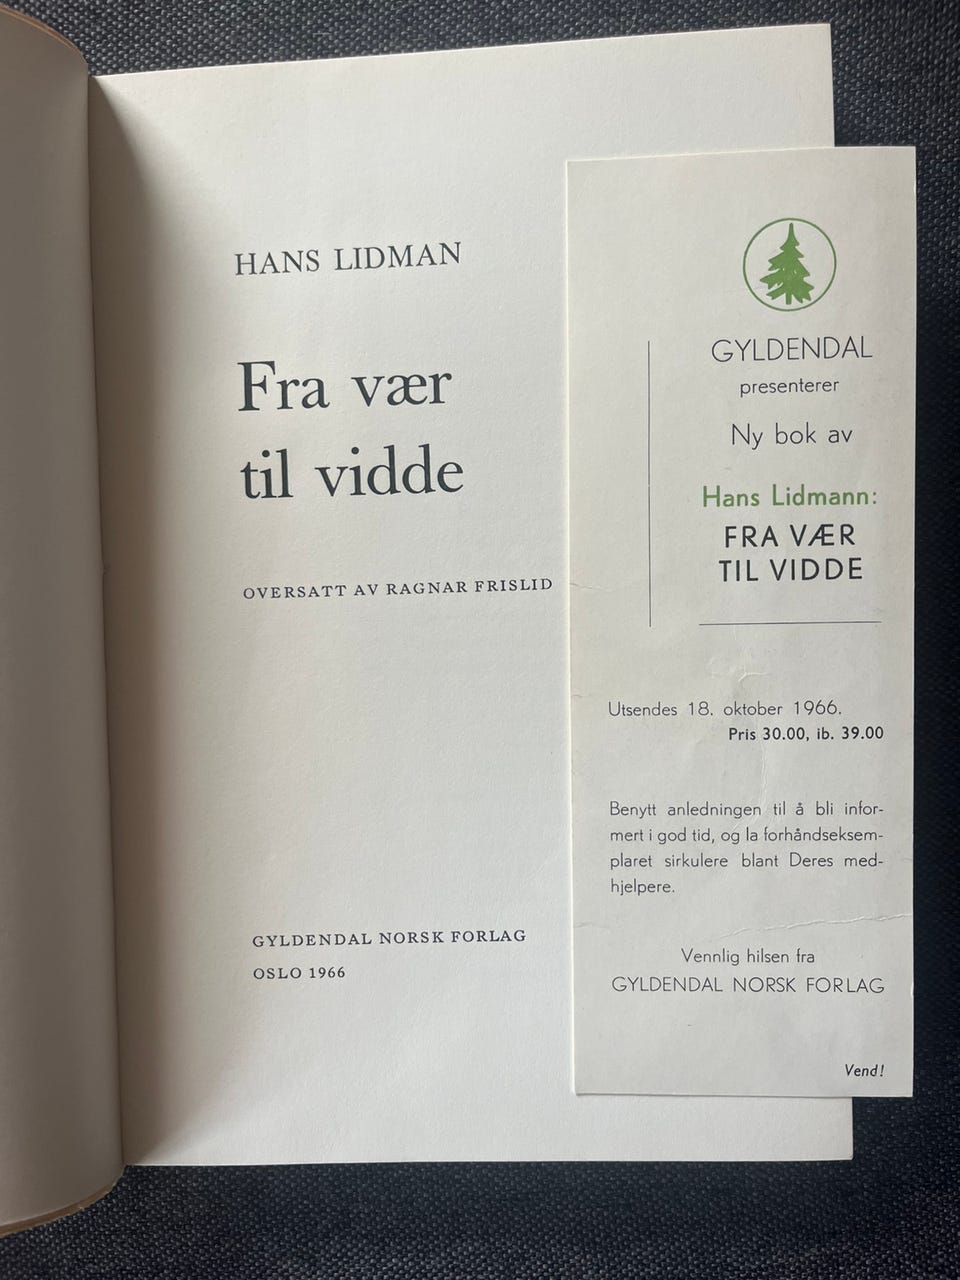 HANS LIDMAN
Fra vær
til vidde
OVERSATT AV RAGNAR FRISLID
GYLDENDAL NORSK FORLAG
OSLO 1966
GYLDENDAL
presenterer
Ny bok av
Hans Lidmann:
FRA VÆR
TIL VIDDE
Utsendes 18. oktober 1966.
Pris 30.00, ib. 39.00
Benytt anledningen til å bli infor-
mert i god tid, og la forhåndseksem-
plaret sirkulere blant Deres med-
hjelpere.
Vennlig hilsen fra
GYLDENDAL NORSK FORLAG
Vend!